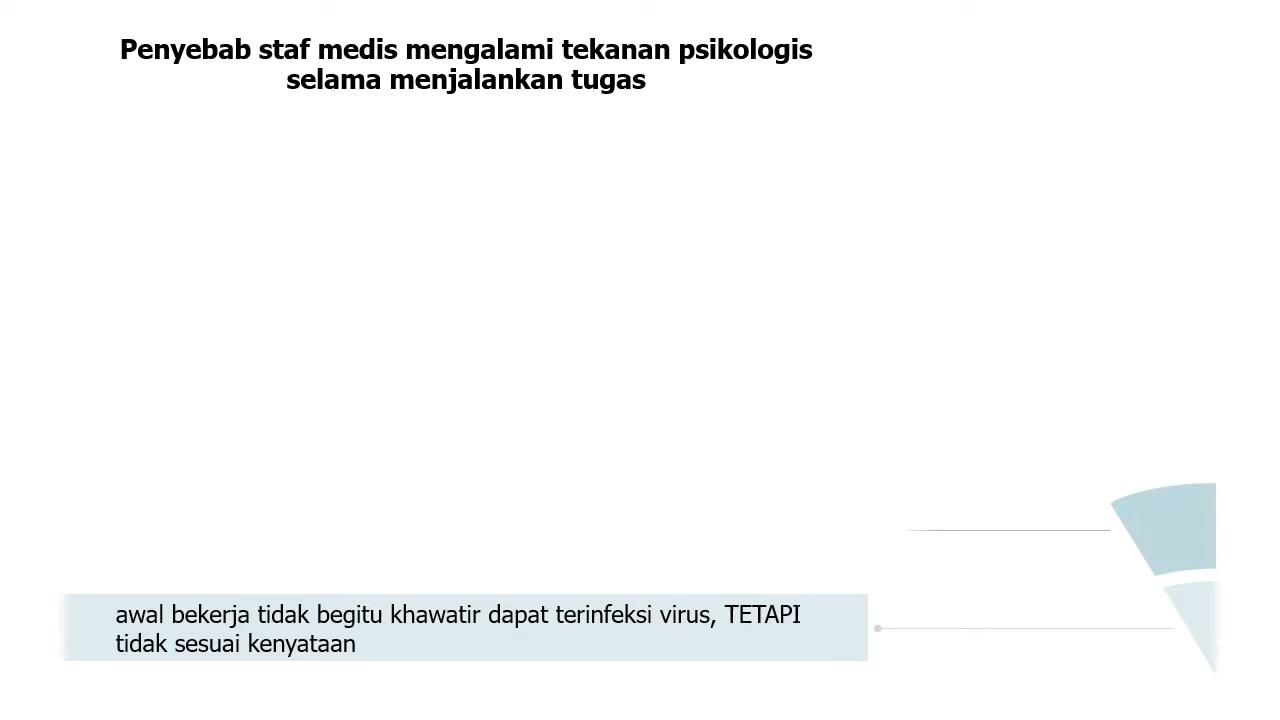 Penyebab staf medis mengalami tekanan psikologis
selama menjalankan tugas
awal bekerja tidak begitu khawatir dapat terinfeksi virus, TETAPI
tidak sesuai kenyataan